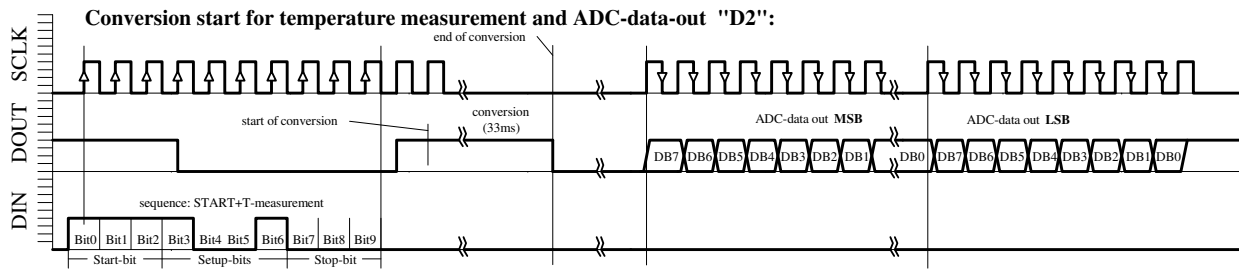 Conversion start for temperature measurement and ADC-data-out "D2":
end of conversion
SCLK
DOUT
start of conversion
conversion
(33ms)
ADC-data out MSB
ADC-data out LSB
DB7 DB6 DB5 DB4 DB3 DB2 DB1 DB0 DB7 DB6 DB5 DB4 DB3 DB2 DB1 DB0
DIN
sequence: START+T-measurement
Bit0 Bit1 Bit2 Bit3 Bit4 Bit5 Bit6 Bit7 Bit8 Bit9
Start-bit Setup-bits Stop-bit